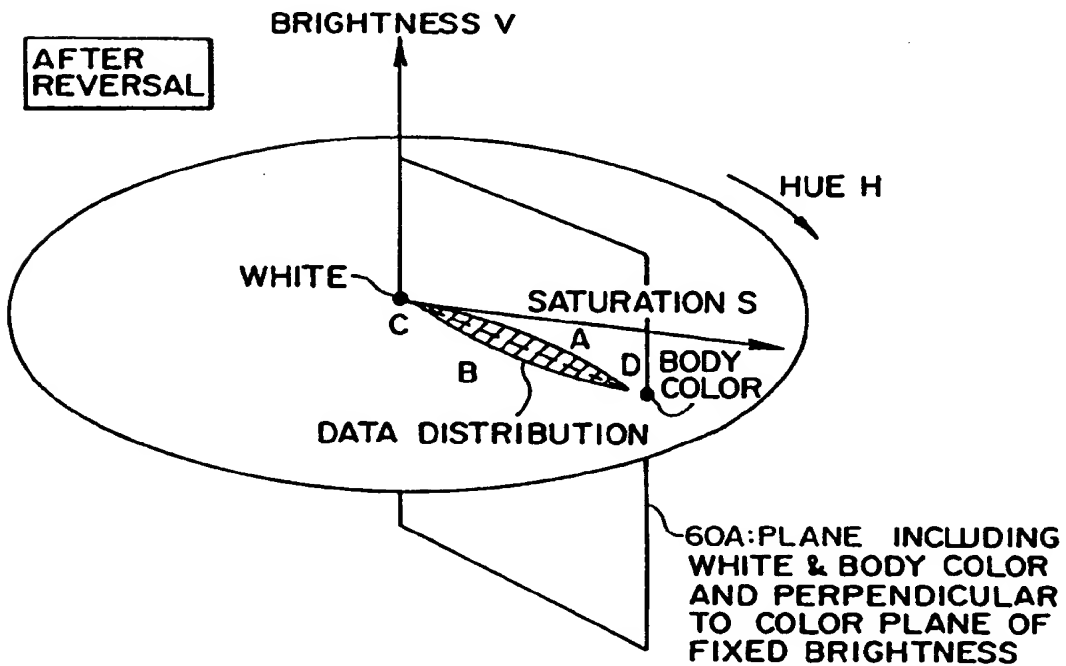 BRIGHTNESS V
AFTER
REVERSAL
HUE H
WHITE
SATURATION S
C
A
B
D
BODY
COLOR
DATA DISTRIBUTION
60A:PLANE INCLUDING
WHITE & BODY COLOR
AND PERPENDICULAR
TO COLOR PLANE OF
FIXED BRIGHTNESS